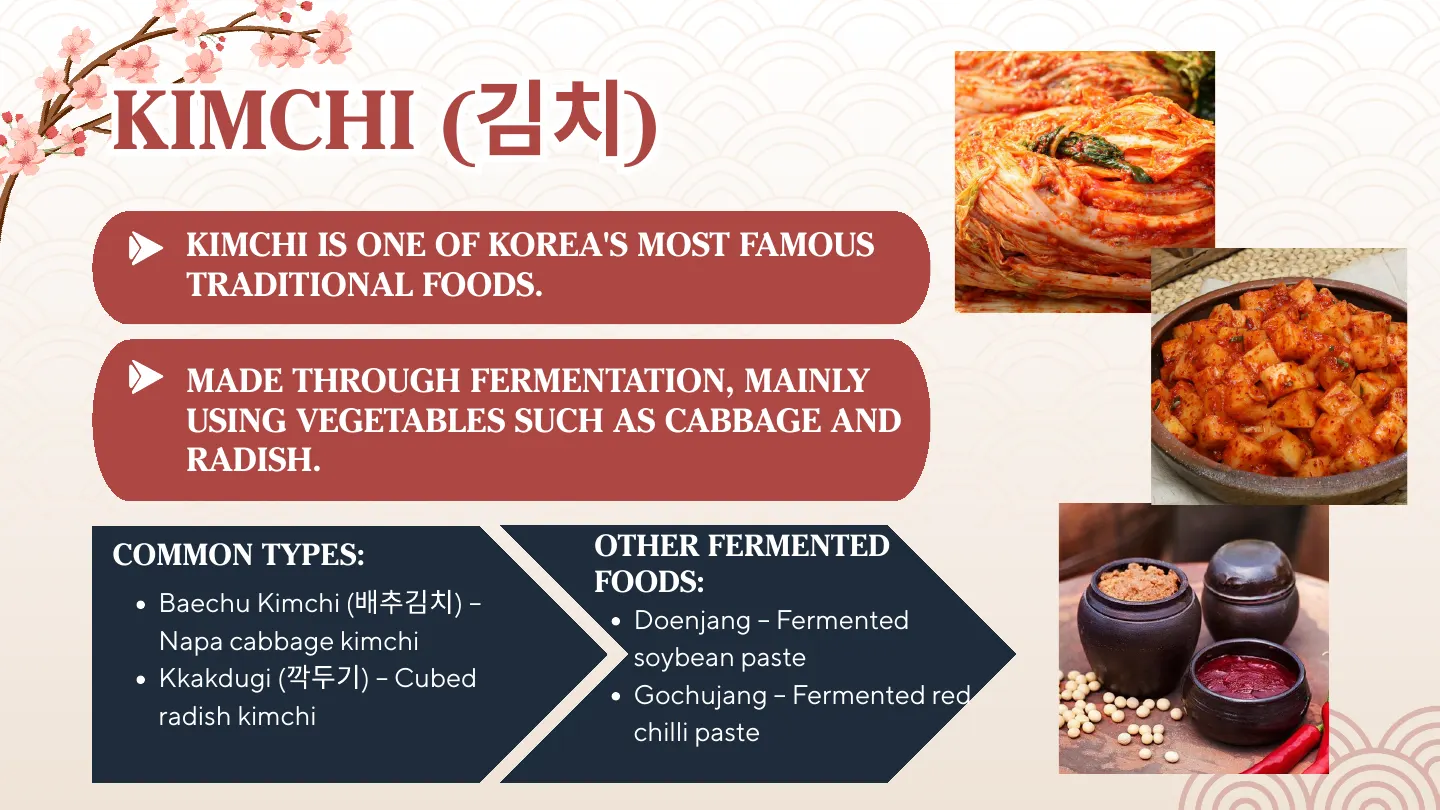 KIMCHI (김치)
KIMCHI IS ONE OF KOREA'S MOST FAMOUS
TRADITIONAL FOODS.
MADE THROUGH FERMENTATION, MAINLY
USING VEGETABLES SUCH AS CABBAGE AND
RADISH.
COMMON TYPES:
• Baechu Kimchi (배추김치) –
Napa cabbage kimchi
• Kkakdugi (깍두기) – Cubed
radish kimchi
OTHER FERMENTED
FOODS:
• Doenjang – Fermented
soybean paste
• Gochujang – Fermented red
chilli paste